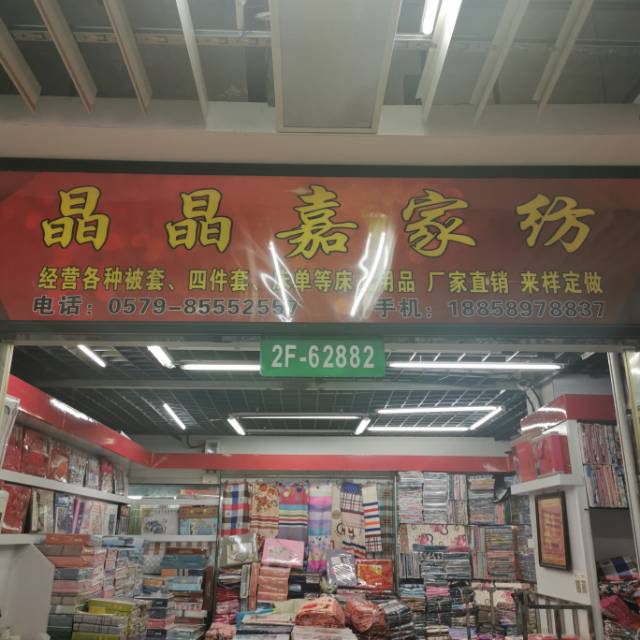 晶晶嘉家纺
经营各种被套、四件套、床单等床 用品 厂家直销 来样定做
电话：0579-8555255 手机：18858978837
2F-62882